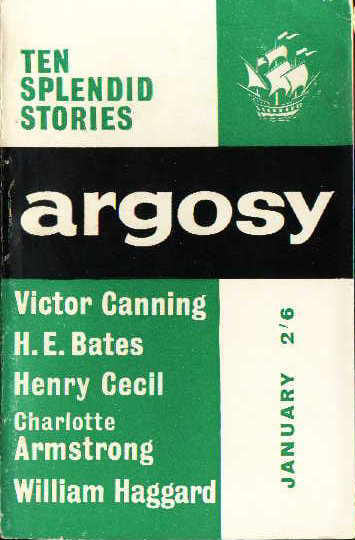 TEN
SPLENDID
STORIES
argosy
Victor Canning
H.E. Bates
Henry Cecil
Charlotte
Armstrong
William Haggard
JANUARY 2'6